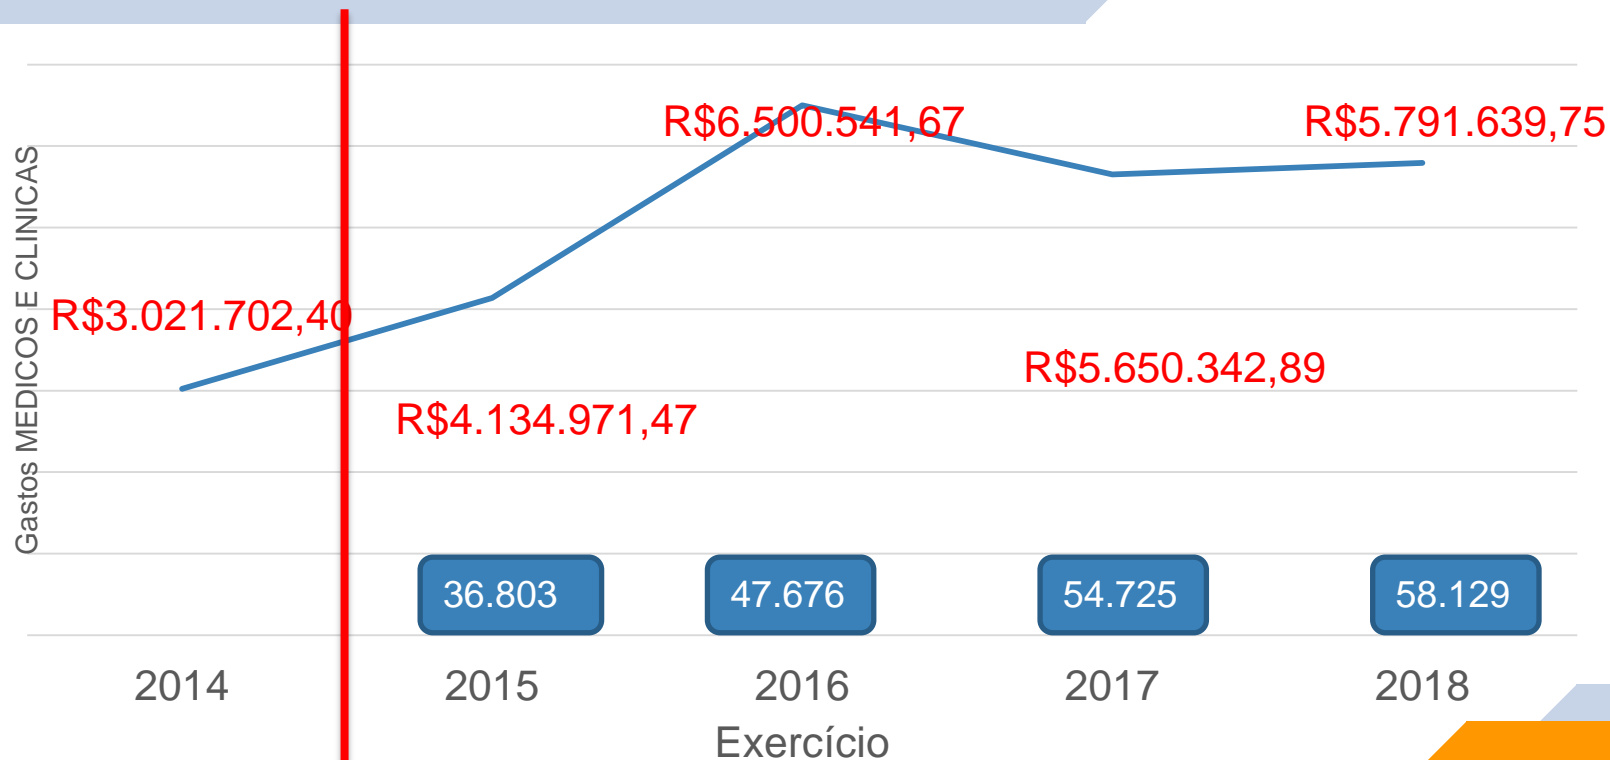 Gastos MEDICOS E CLINICAS
R$6.500.541,67
R$5.791.639,75
R$3.021.702,40
R$5.650.342,89
R$4.134.971,47
36.803
47.676
54.725
58.129
2014
2015
2016
2017
2018
Exercício